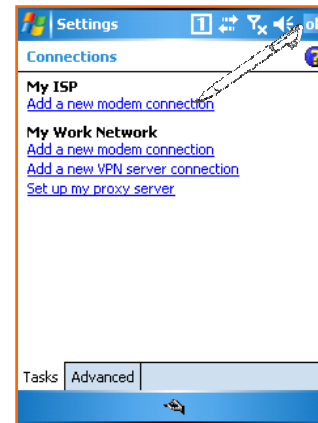 Settings 1 ok
Connections
My ISP
Add a new modem connection
My Work Network
Add a new modem connection
Add a new VPN server connection
Set up my proxy server
Tasks Advanced